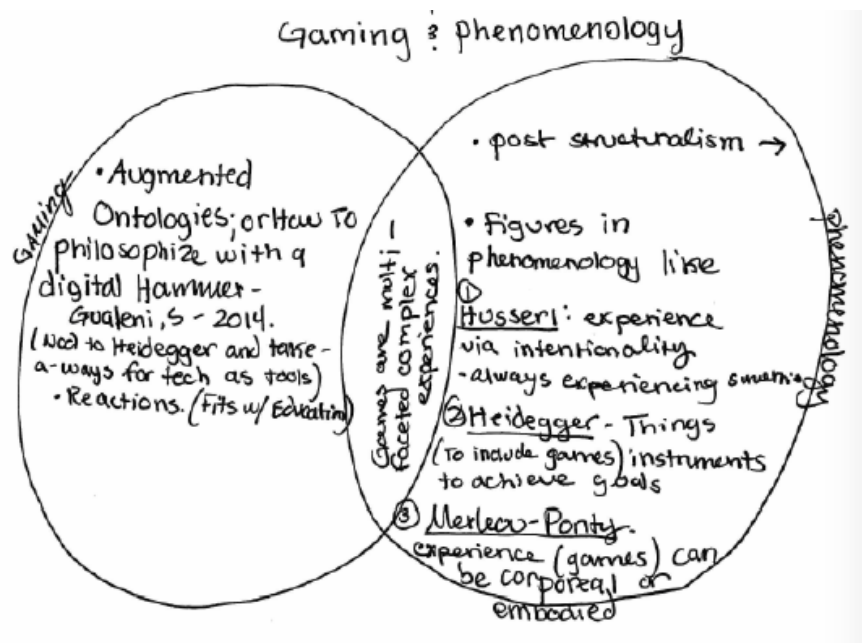 Gaming & phenomenology
GAMING
• Augmented
Ontologies; or How To
philosophize with a
digital Hammer -
Gualeni, S - 2014.
(Nod to Heidegger and take-
a-ways for tech as tools)
• Reactions. (Fits w/ Education)
Games are multi-
faceted complex
experiences.
• post structuralism →
• Figures in
phenomenology like
①
Husserl: experience
via intentionality
- always experiencing something
② Heidegger - Things
(To include games) instruments
to achieve goals
③ Merleau-Ponty.
experience (games) can
be corporeal or
embodied
phenomenology